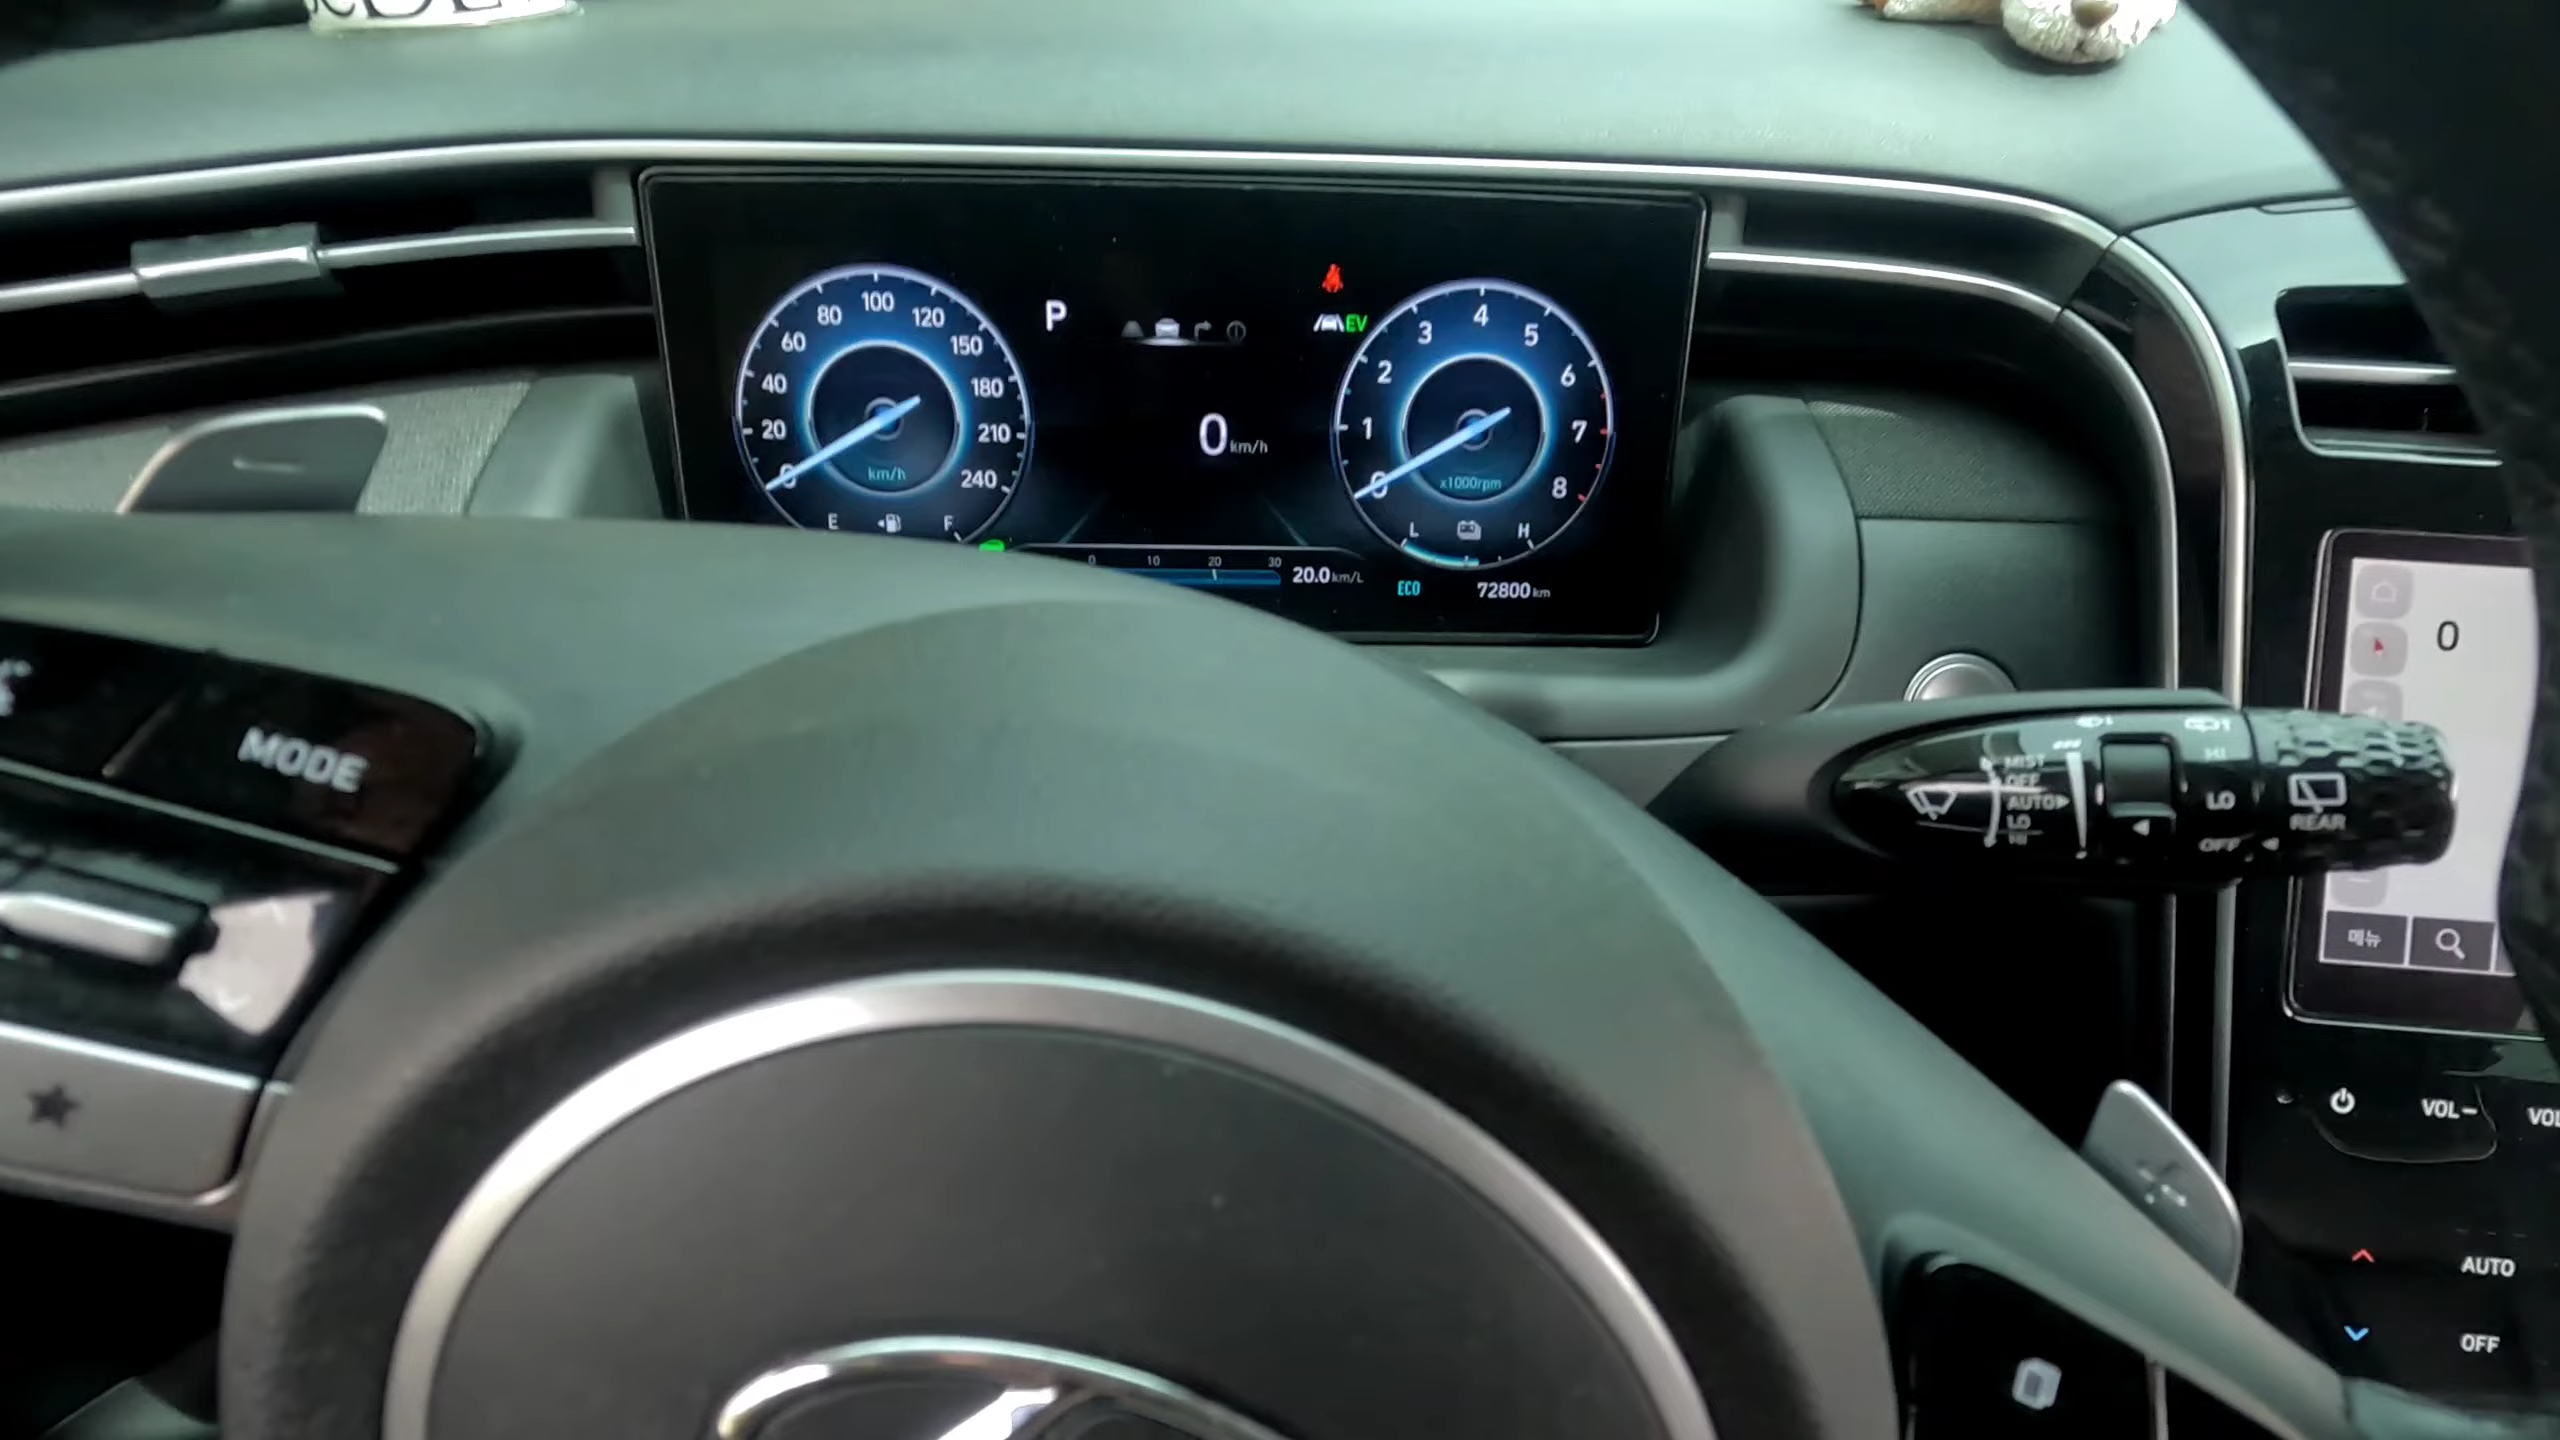 80 100 120
60 150
40 180
20 210
0 240
km/h
E F
P
0 km/h
EV
3 4 5
2 6
1 7
0 8
x1000rpm
L H
0 10 20 30
20.0 km/L
ECO
72800 km
MODE
MIST
OFF
AUTO
LO
HI
HI
LO
OFF
REAR
0
메뉴
VOL-
VOL
AUTO
OFF